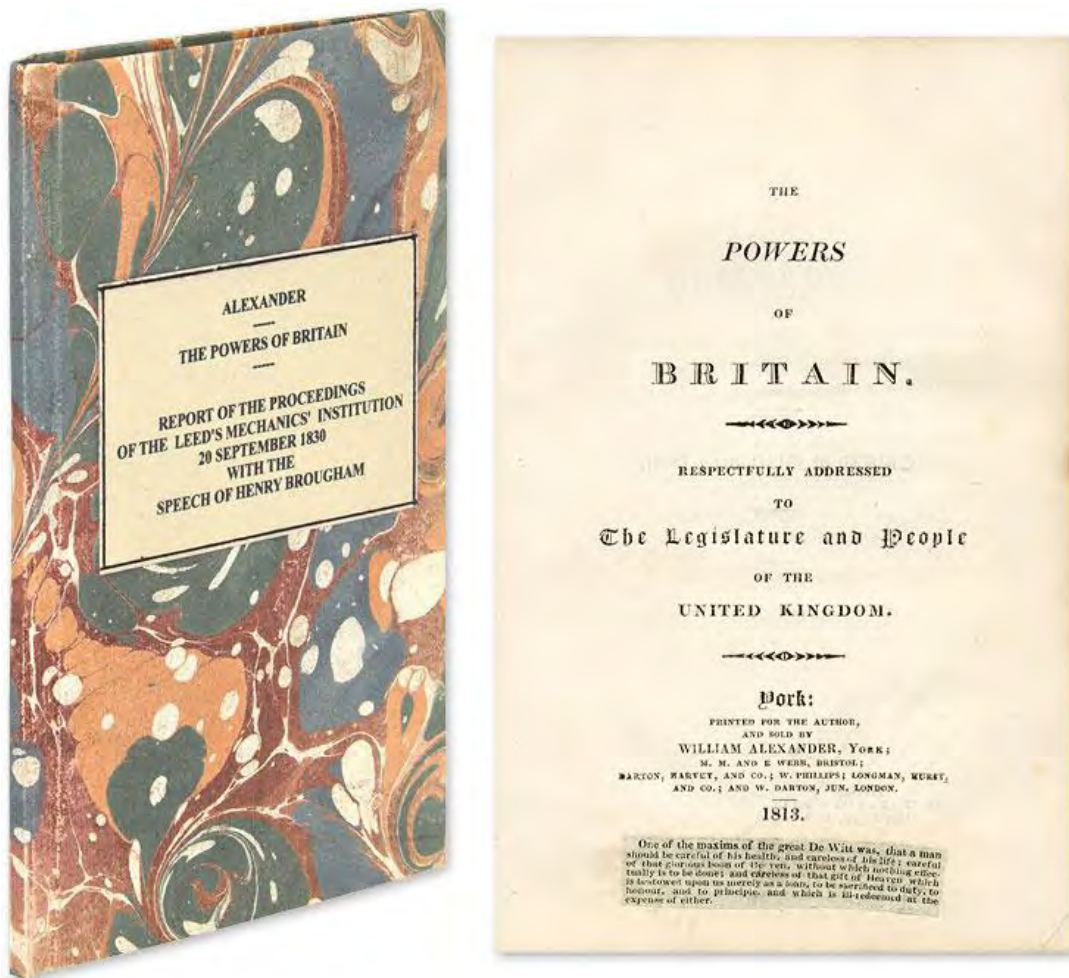 ALEXANDER
THE POWERS OF BRITAIN
REPORT OF THE PROCEEDINGS
OF THE LEED'S MECHANICS' INSTITUTION
20 SEPTEMBER 1830
WITH THE
SPEECH OF HENRY BROUGHAM
THE
POWERS
OF
BRITAIN.
RESPECTFULLY ADDRESSED
TO
The Legislature and People
OF THE
UNITED KINGDOM.
York:
PRINTED FOR THE AUTHOR,
AND SOLD BY
WILLIAM ALEXANDER, YORK;
M. M. AND E WEBB, BRISTOL;
DARTON, HARVEY, AND CO.; W. PHILLIPS; LONGMAN, HURST,
AND CO.; AND W. DARTON, JUN. LONDON.
1813.
One of the maxims of the great De Witt was, that a man
should be careful of his health, and careless of his life; careful
of that glorious boon of Heaven, without which nothing effec-
tually is to be done; and careless of that gift of Heaven which
is bestowed upon us merely as a loan, to be sacrificed to duty, to
honour, and to principle, and which is ill-redeemed at the
expense of either.